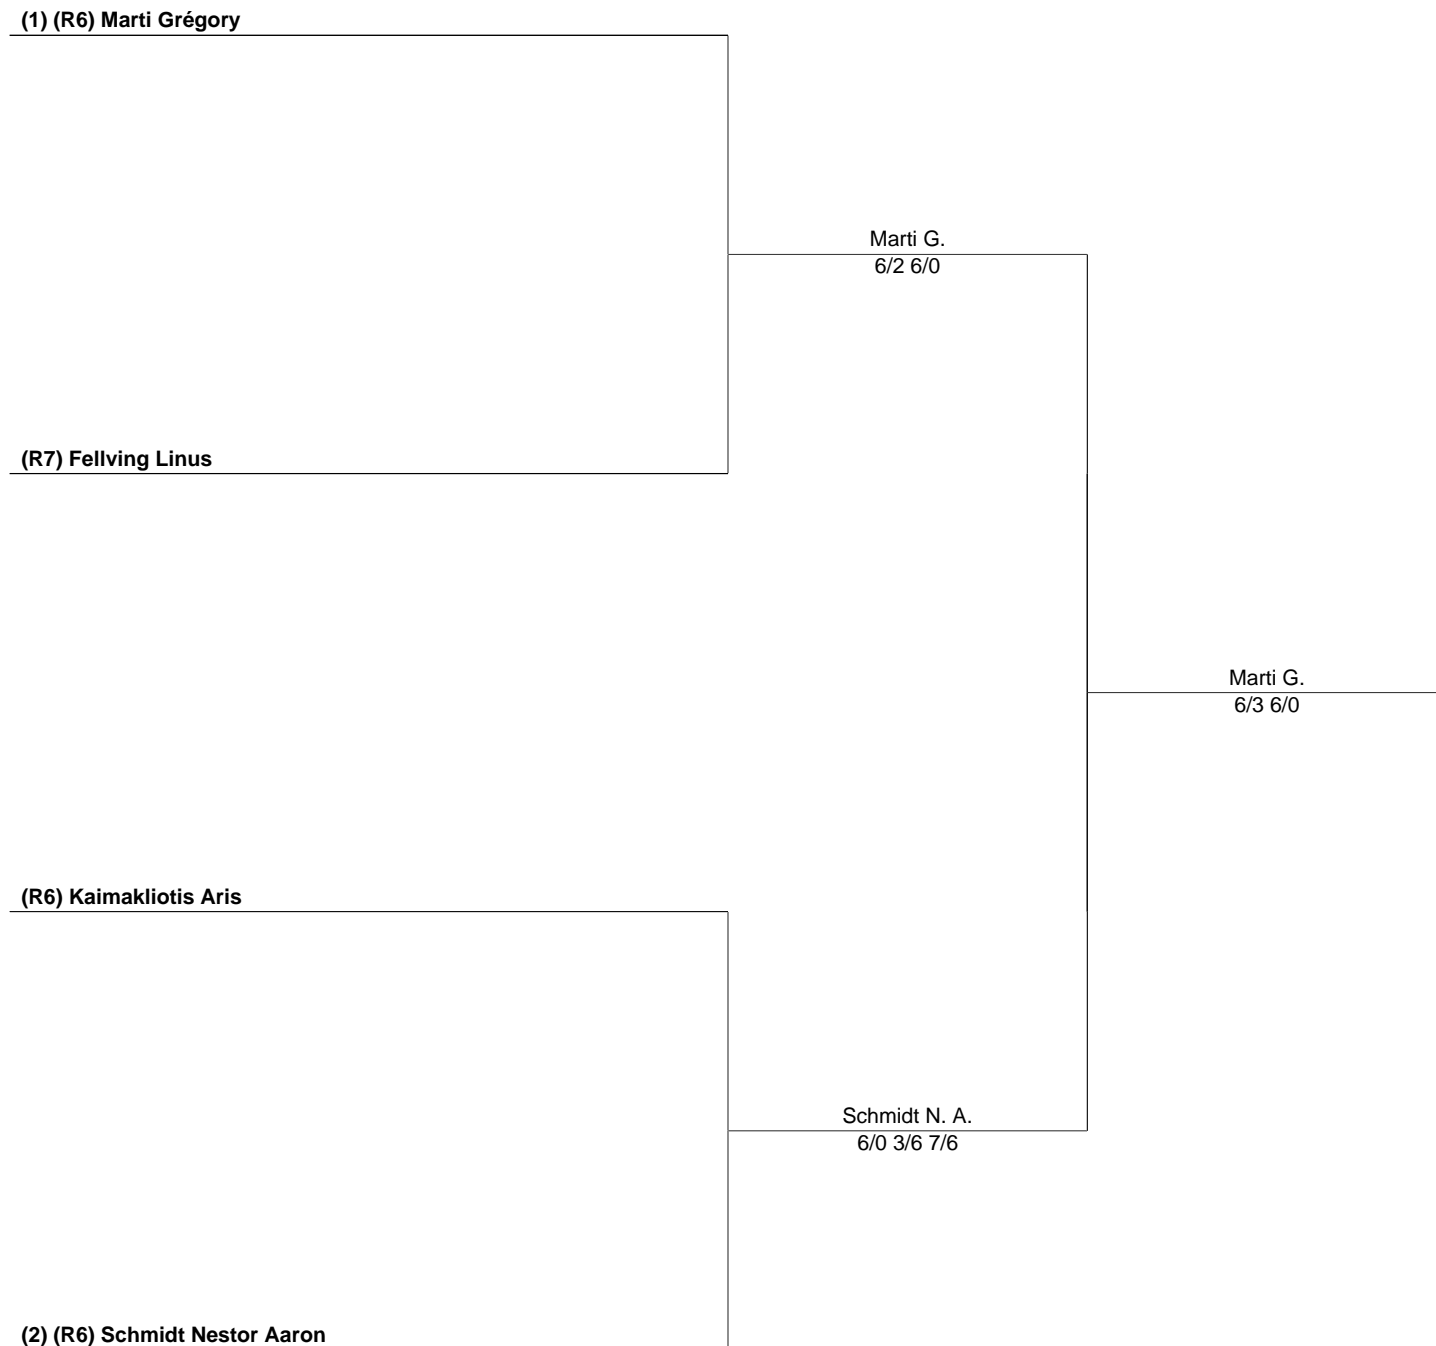 (1) (R6) Marti Grégory
Marti G.
6/2 6/0
(R7) Fellving Linus
Marti G.
6/3 6/0
(R6) Kaimakliotis Aris
Schmidt N. A.
6/0 3/6 7/6
(2) (R6) Schmidt Nestor Aaron